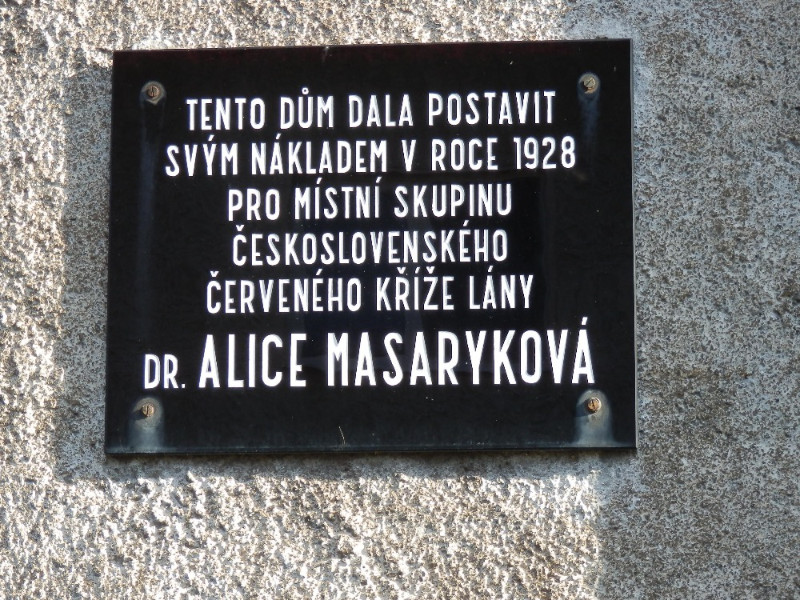 TENTO DŮM DALA POSTAVIT
SVÝM NÁKLADEM V ROCE 1928
PRO MÍSTNÍ SKUPINU
ČESKOSLOVENSKÉHO
ČERVENÉHO KŘÍŽE LÁNY
DR. ALICE MASARYKOVÁ